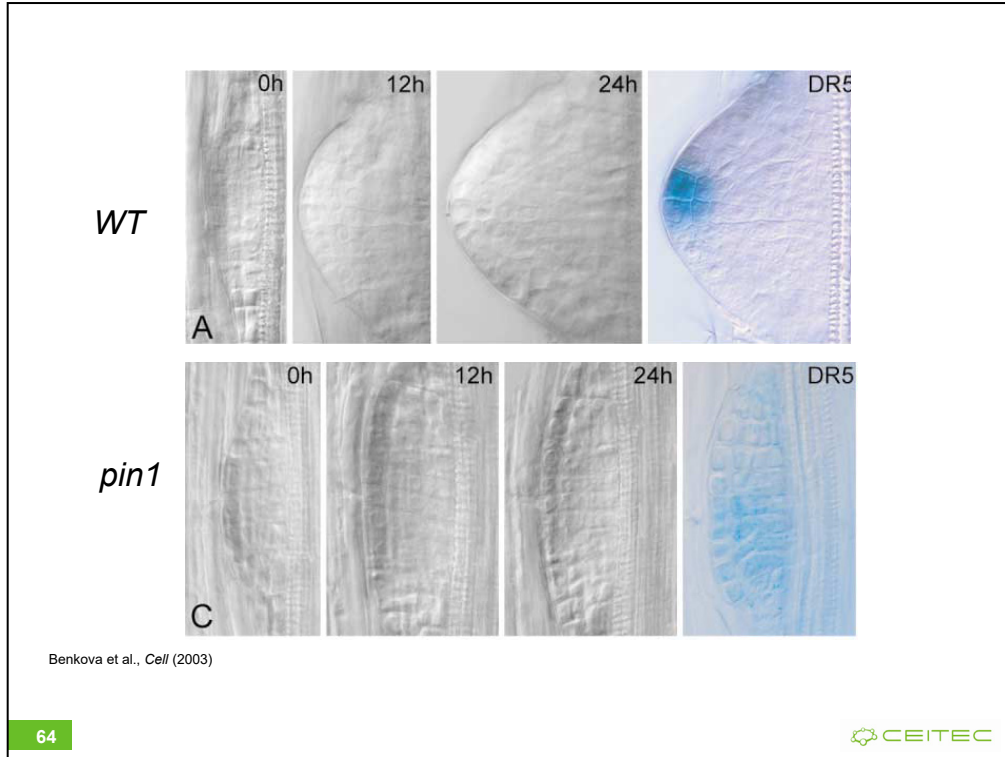 0h 12h 24h DR5
WT
A
0h 12h 24h DR5
pin1
C
Benkova et al., Cell (2003)
64
CEITEC